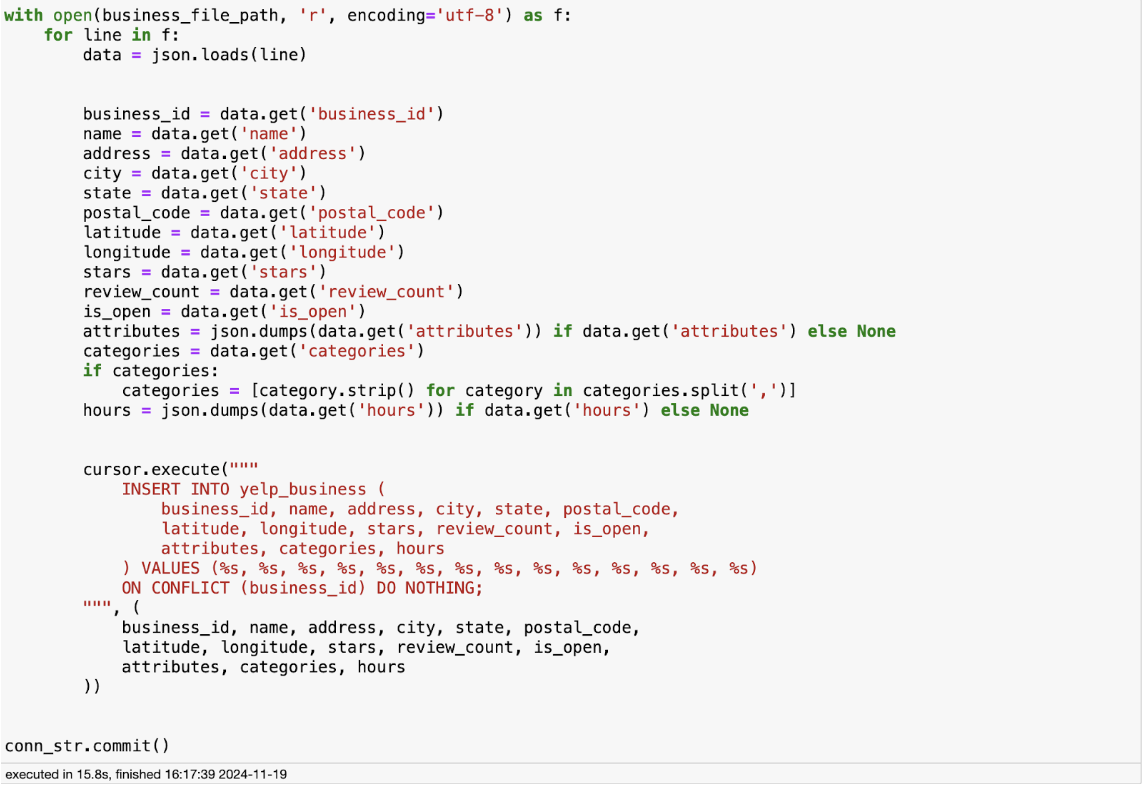 with open(business_file_path, 'r', encoding='utf-8') as f:
    for line in f:
        data = json.loads(line)
        business_id = data.get('business_id')
        name = data.get('name')
        address = data.get('address')
        city = data.get('city')
        state = data.get('state')
        postal_code = data.get('postal_code')
        latitude = data.get('latitude')
        longitude = data.get('longitude')
        stars = data.get('stars')
        review_count = data.get('review_count')
        is_open = data.get('is_open')
        attributes = json.dumps(data.get('attributes')) if data.get('attributes') else None
        categories = data.get('categories')
        if categories:
            categories = [category.strip() for category in categories.split(',')]
        hours = json.dumps(data.get('hours')) if data.get('hours') else None
        cursor.execute("""
            INSERT INTO yelp_business (
                business_id, name, address, city, state, postal_code,
                latitude, longitude, stars, review_count, is_open,
                attributes, categories, hours
            ) VALUES (%s, %s, %s, %s, %s, %s, %s, %s, %s, %s, %s, %s, %s, %s)
            ON CONFLICT (business_id) DO NOTHING;
        """, (
            business_id, name, address, city, state, postal_code,
            latitude, longitude, stars, review_count, is_open,
            attributes, categories, hours
        ))
conn_str.commit()
executed in 15.8s, finished 16:17:39 2024-11-19